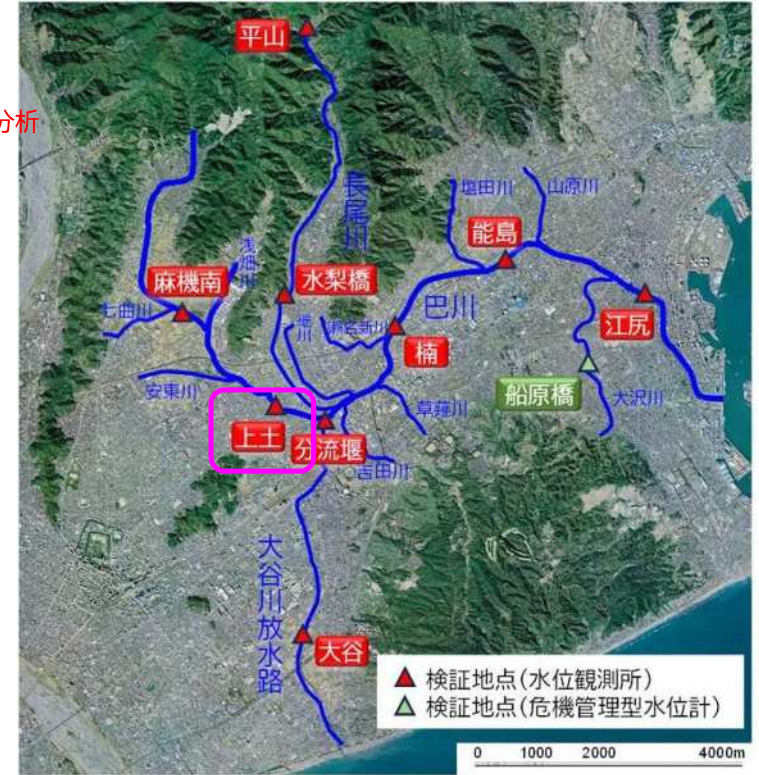 平山
分析
長尾川
塩田川
山原川
能島
浅畑川
麻機南
水梨橋
七曲川
巴川
江尻
楠
安東川
船原橋
大沢川
草薙川
上土
分流堰
吉田川
大谷川放水路
大谷
検証地点(水位観測所)
検証地点(危機管理型水位計)
0 1000 2000 4000m